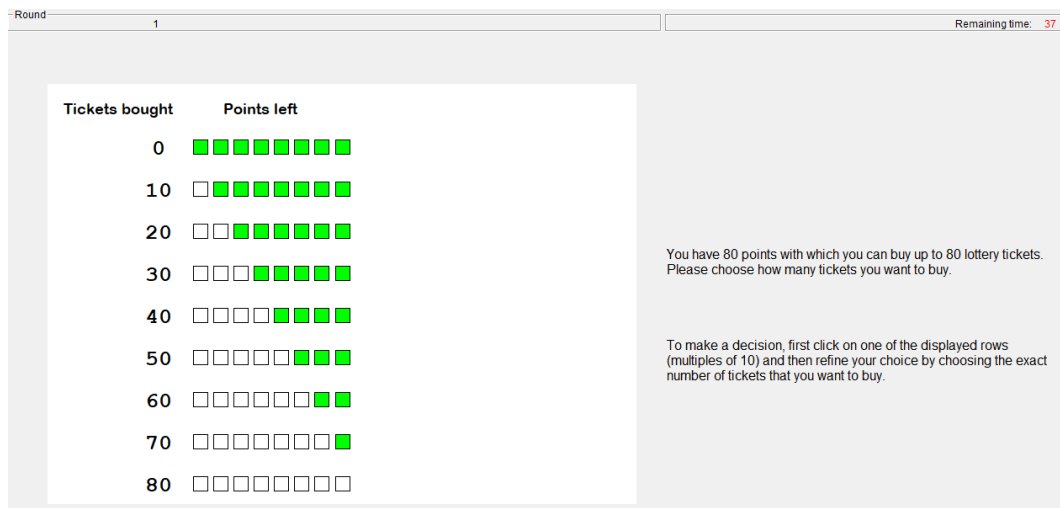 Round
1
Remaining time: 37
Tickets bought Points left
0
10
20
30
40
50
60
70
80
You have 80 points with which you can buy up to 80 lottery tickets.
Please choose how many tickets you want to buy.
To make a decision, first click on one of the displayed rows
(multiples of 10) and then refine your choice by choosing the exact
number of tickets that you want to buy.